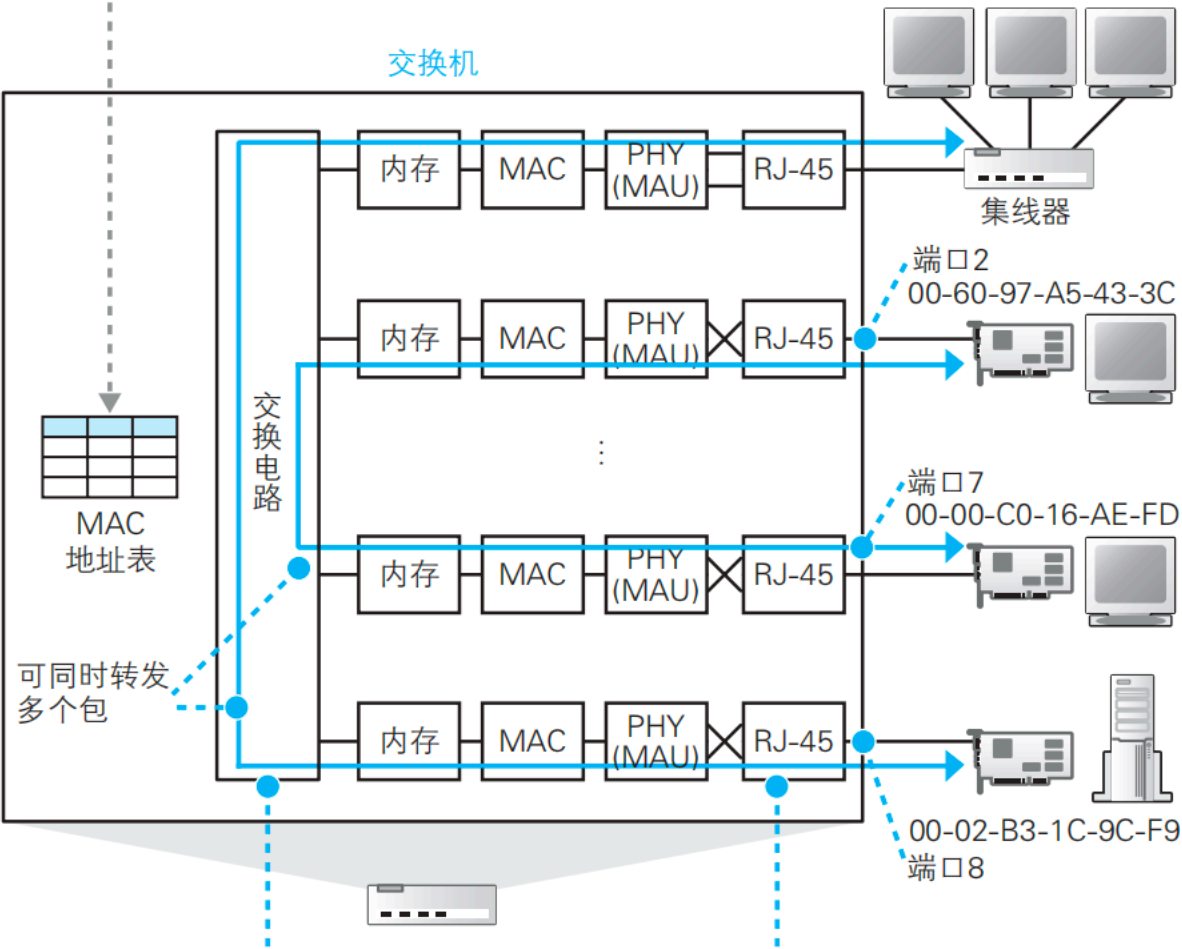 交换机
内存
MAC
PHY
(MAU)
RJ-45
集线器
端口2
00-60-97-A5-43-3C
内存
MAC
PHY
(MAU)
RJ-45
交换电路
...
MAC
地址表
端口7
00-00-C0-16-AE-FD
内存
MAC
PHY
(MAU)
RJ-45
可同时转发
多个包
内存
MAC
PHY
(MAU)
RJ-45
00-02-B3-1C-9C-F9
端口8